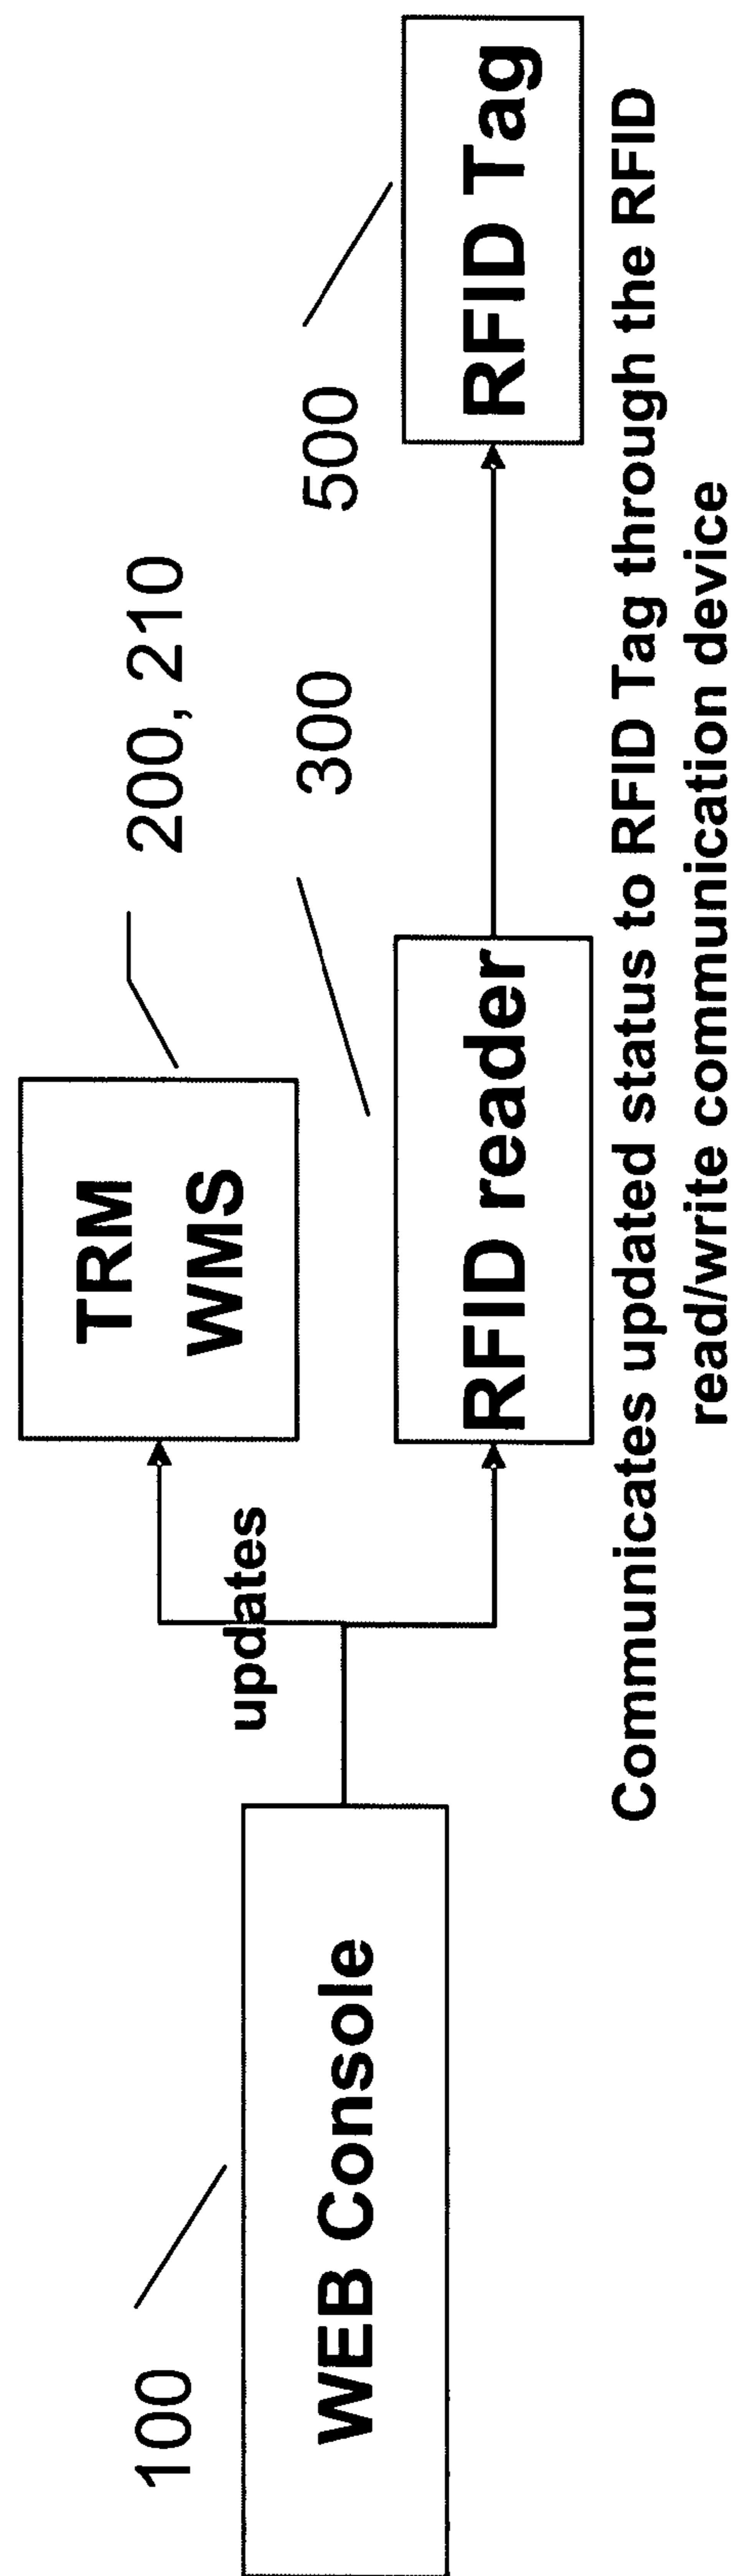 100
WEB Console
updates
TRM
WMS
200, 210
RFID reader
300
RFID Tag
500
Communicates updated status to RFID Tag through the RFID
read/write communication device